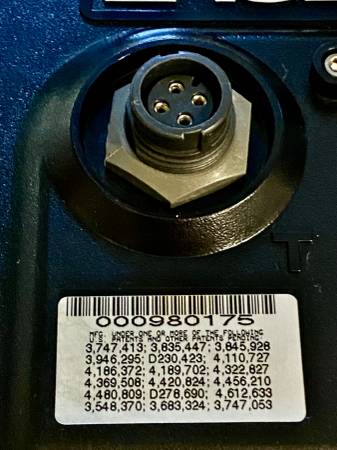 T
000980175
MFG. UNDER ONE OR MORE OF THE FOLLOWING
U.S. PATENTS AND OTHER PATENTS PENDING
3,747,413; 3,835,447; 3,845,928
3,946,295; D230,423; 4,110,727
4,186,372; 4,189,702; 4,322,827
4,369,508; 4,420,824; 4,456,210
4,480,809; D278,690; 4,612,633
3,548,370; 3,683,324; 3,747,053